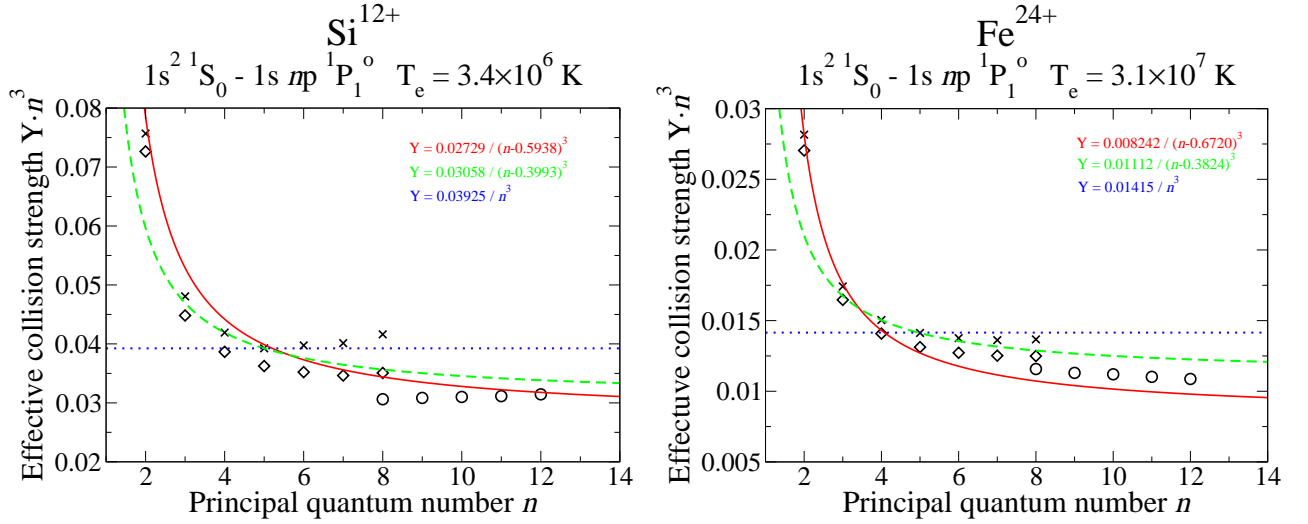 Si¹²⁺
1s² ¹S₀ - 1s np ¹P₁ᵒ   Tₑ = 3.4×10⁶ K
Effective collision strength Υ·n³
0.08
0.07
0.06
0.05
0.04
0.03
0.02
Y = 0.02729 / (n-0.5938)³
Y = 0.03058 / (n-0.3993)³
Y = 0.03925 / n³
2 4 6 8 10 12 14
Principal quantum number n
Fe²⁴⁺
1s² ¹S₀ - 1s np ¹P₁ᵒ   Tₑ = 3.1×10⁷ K
Effectuve collision strength Υ·n³
0.03
0.025
0.02
0.015
0.01
0.005
Y = 0.008242 / (n-0.6720)³
Y = 0.01112 / (n-0.3824)³
Y = 0.01415 / n³
2 4 6 8 10 12 14
Principal quantum number n